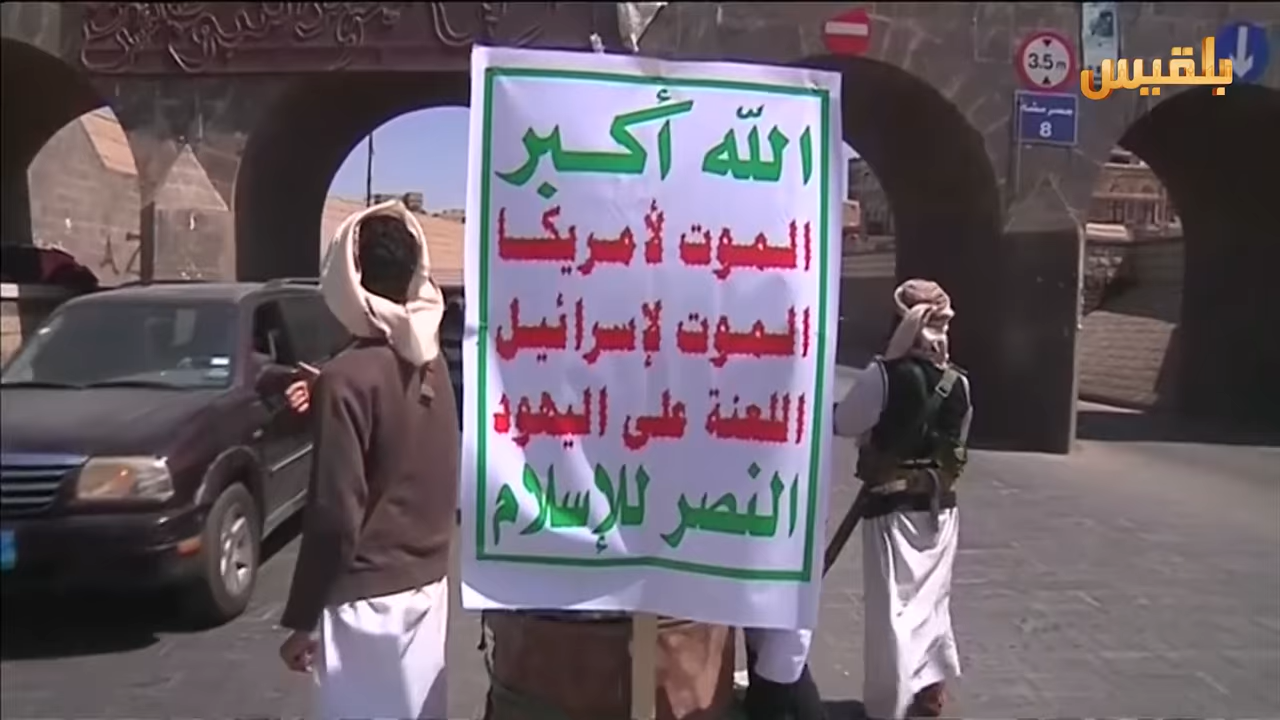 بلقيس
3.5 m
8
الله أكبر
الموت لأمريكا
الموت لإسرائيل
اللعنة على اليهود
النصر للإسلام